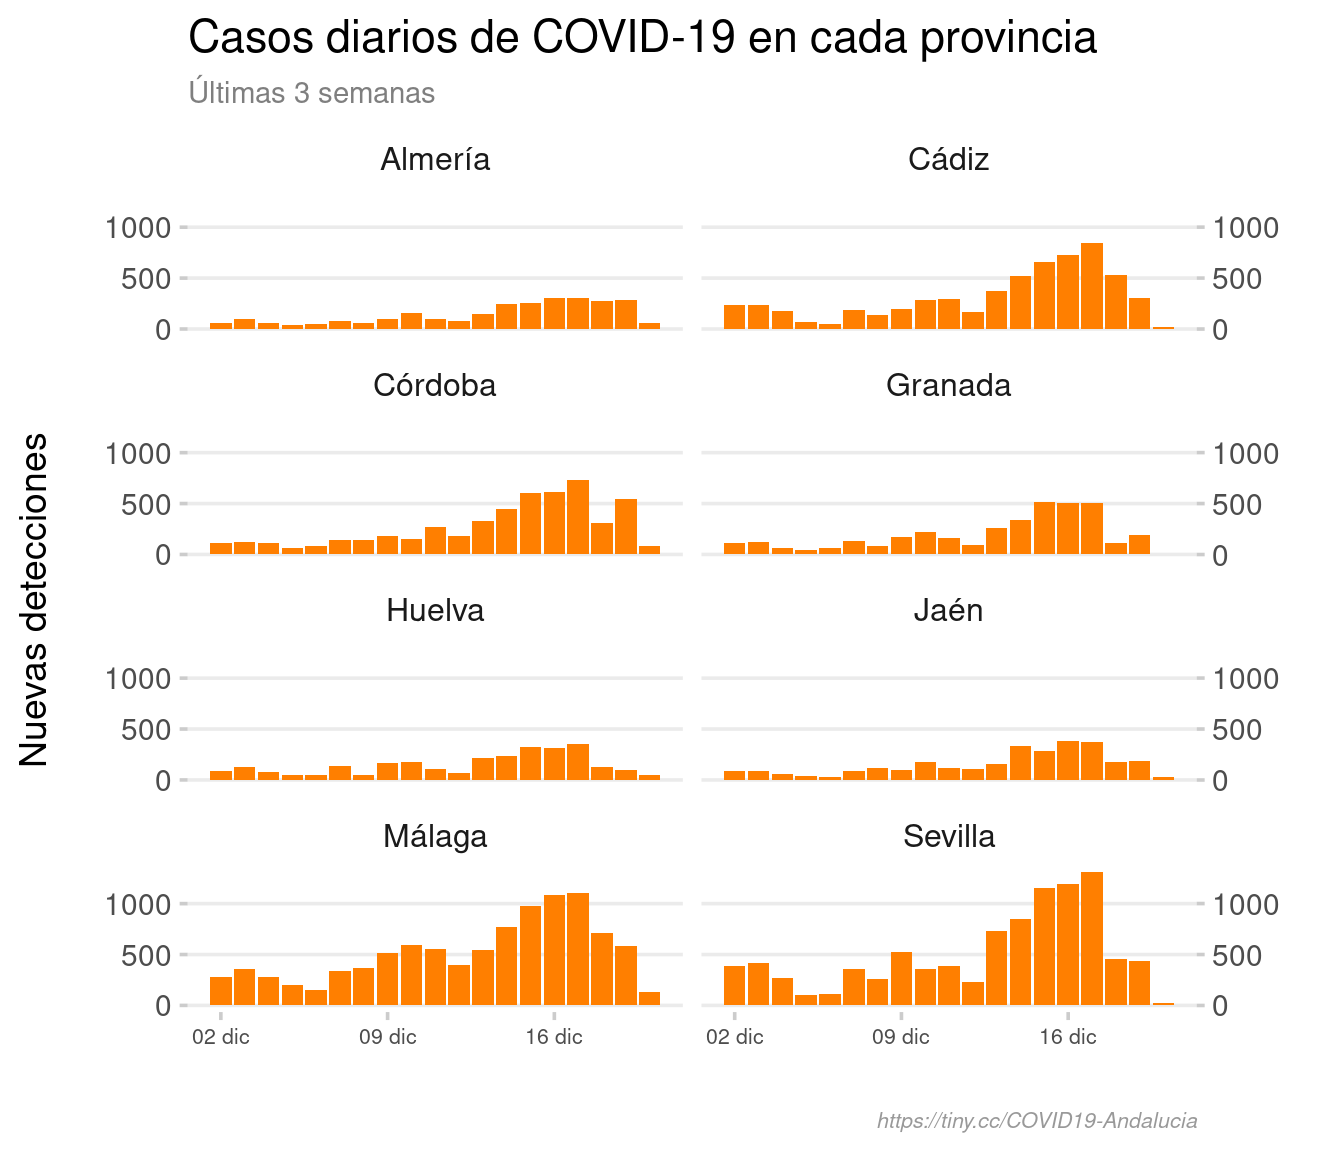 Casos diarios de COVID-19 en cada provincia
Últimas 3 semanas
Almería
Cádiz
1000
500
0
1000
500
0
Córdoba
Granada
1000
500
0
1000
500
0
Huelva
Jaén
1000
500
0
1000
500
0
Málaga
Sevilla
1000
500
0
1000
500
0
02 dic
09 dic
16 dic
02 dic
09 dic
16 dic
Nuevas detecciones
https://tiny.cc/COVID19-Andalucia